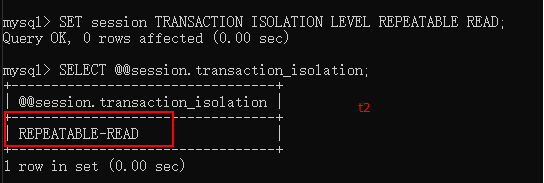 mysql> SET session TRANSACTION ISOLATION LEVEL REPEATABLE READ;
Query OK, 0 rows affected (0.00 sec)
mysql> SELECT @@session.transaction_isolation;
+---------------------------------+
| @@session.transaction_isolation |
t2
+---------------------------------+
| REPEATABLE-READ                 |
+---------------------------------+
1 row in set (0.00 sec)